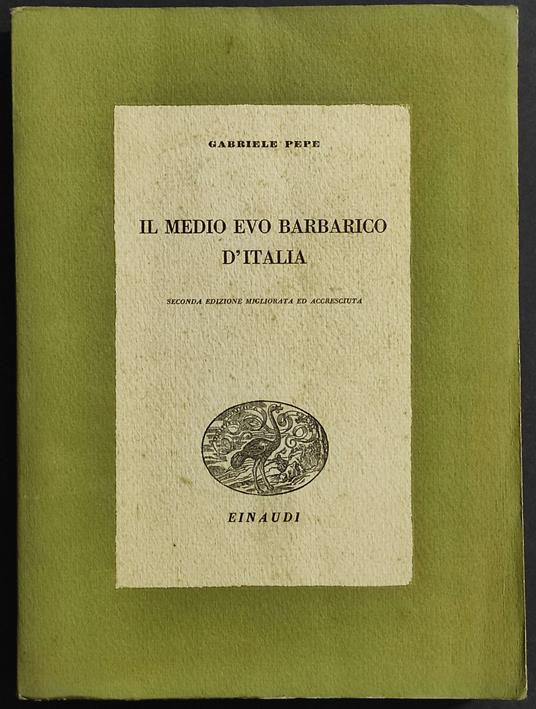 GABRIELE PEPE
IL MEDIO EVO BARBARICO
D'ITALIA
SECONDA EDIZIONE MIGLIORATA ED ACCRESCIUTA
EINAUDI